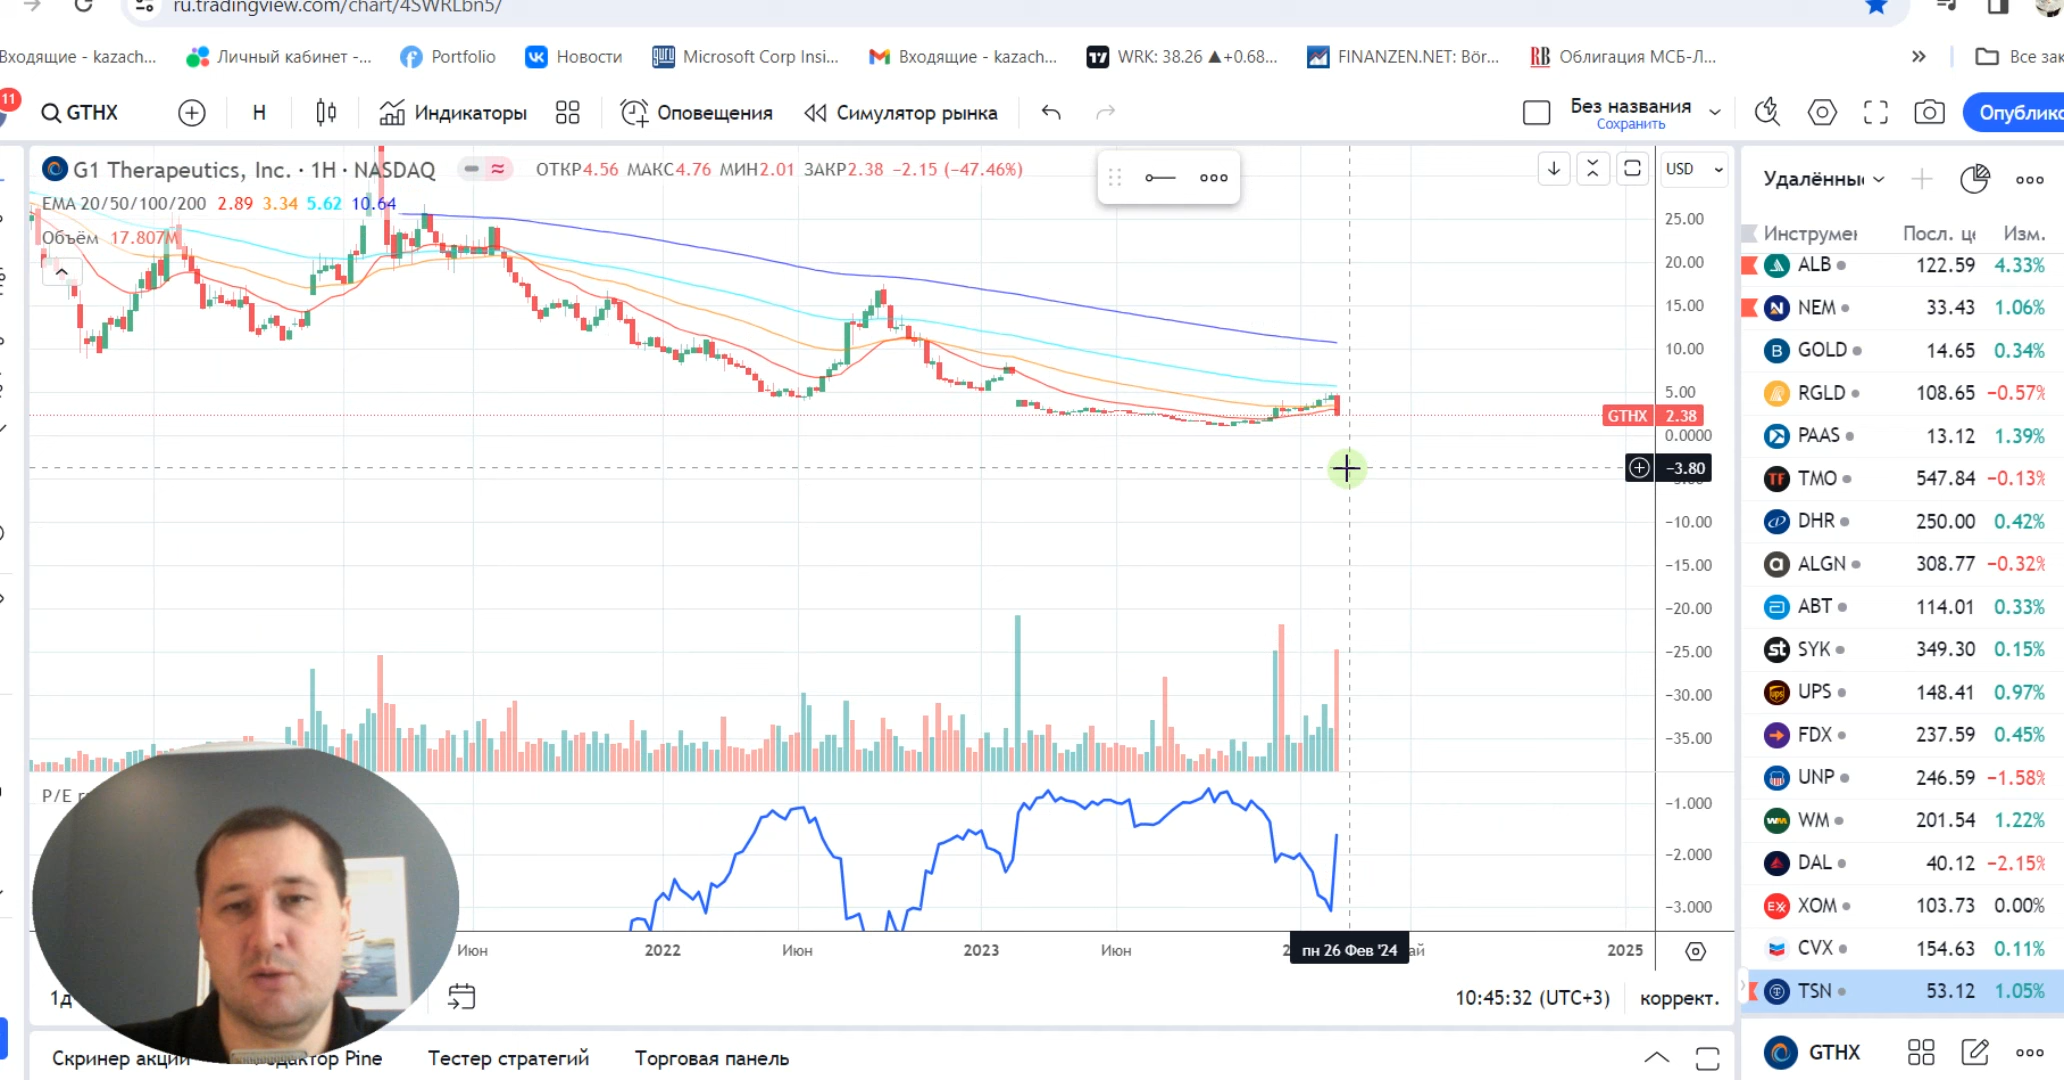 ru.tradingview.com/chart/4SWRLbn5/
Входящие - kazach... Личный кабинет -... Portfolio Новости Microsoft Corp Insi... Входящие - kazach... WRK: 38.26 ▲+0.68... FINANZEN.NET: Bör... Облигация МСБ-Л... » Все зак
11 GTHX Н Индикаторы Оповещения Симулятор рынка Без названия Опублико
Сохранить
G1 Therapeutics, Inc. · 1Н · NASDAQ ОТКР4.56 МАКС4.76 МИН2.01 ЗАКР2.38 −2.15 (−47.46%) USD
EMA 20/50/100/200 2.89 3.34 5.62 10.64
Объём 17.807M
25.00
20.00
15.00
10.00
5.00
GTHX 2.38
0.0000
−3.80
−10.00
−15.00
−20.00
−25.00
−30.00
−35.00
P/E
−1.000
−2.000
−3.000
Июн 2022 Июн 2023 Июн пн 26 Фев '24 ай 2025
1д 10:45:32 (UTC+3) коррект.
Скринер акций дактор Pine Тестер стратегий Торговая панель
Удалённы
Инструмен Посл. це Изм.
ALB 122.59 4.33%
NEM 33.43 1.06%
GOLD 14.65 0.34%
RGLD 108.65 −0.57%
PAAS 13.12 1.39%
TMO 547.84 −0.13%
DHR 250.00 0.42%
ALGN 308.77 −0.32%
ABT 114.01 0.33%
SYK 349.30 0.15%
UPS 148.41 0.97%
FDX 237.59 0.45%
UNP 246.59 −1.58%
WM 201.54 1.22%
DAL 40.12 −2.15%
XOM 103.73 0.00%
CVX 154.63 0.11%
TSN 53.12 1.05%
GTHX